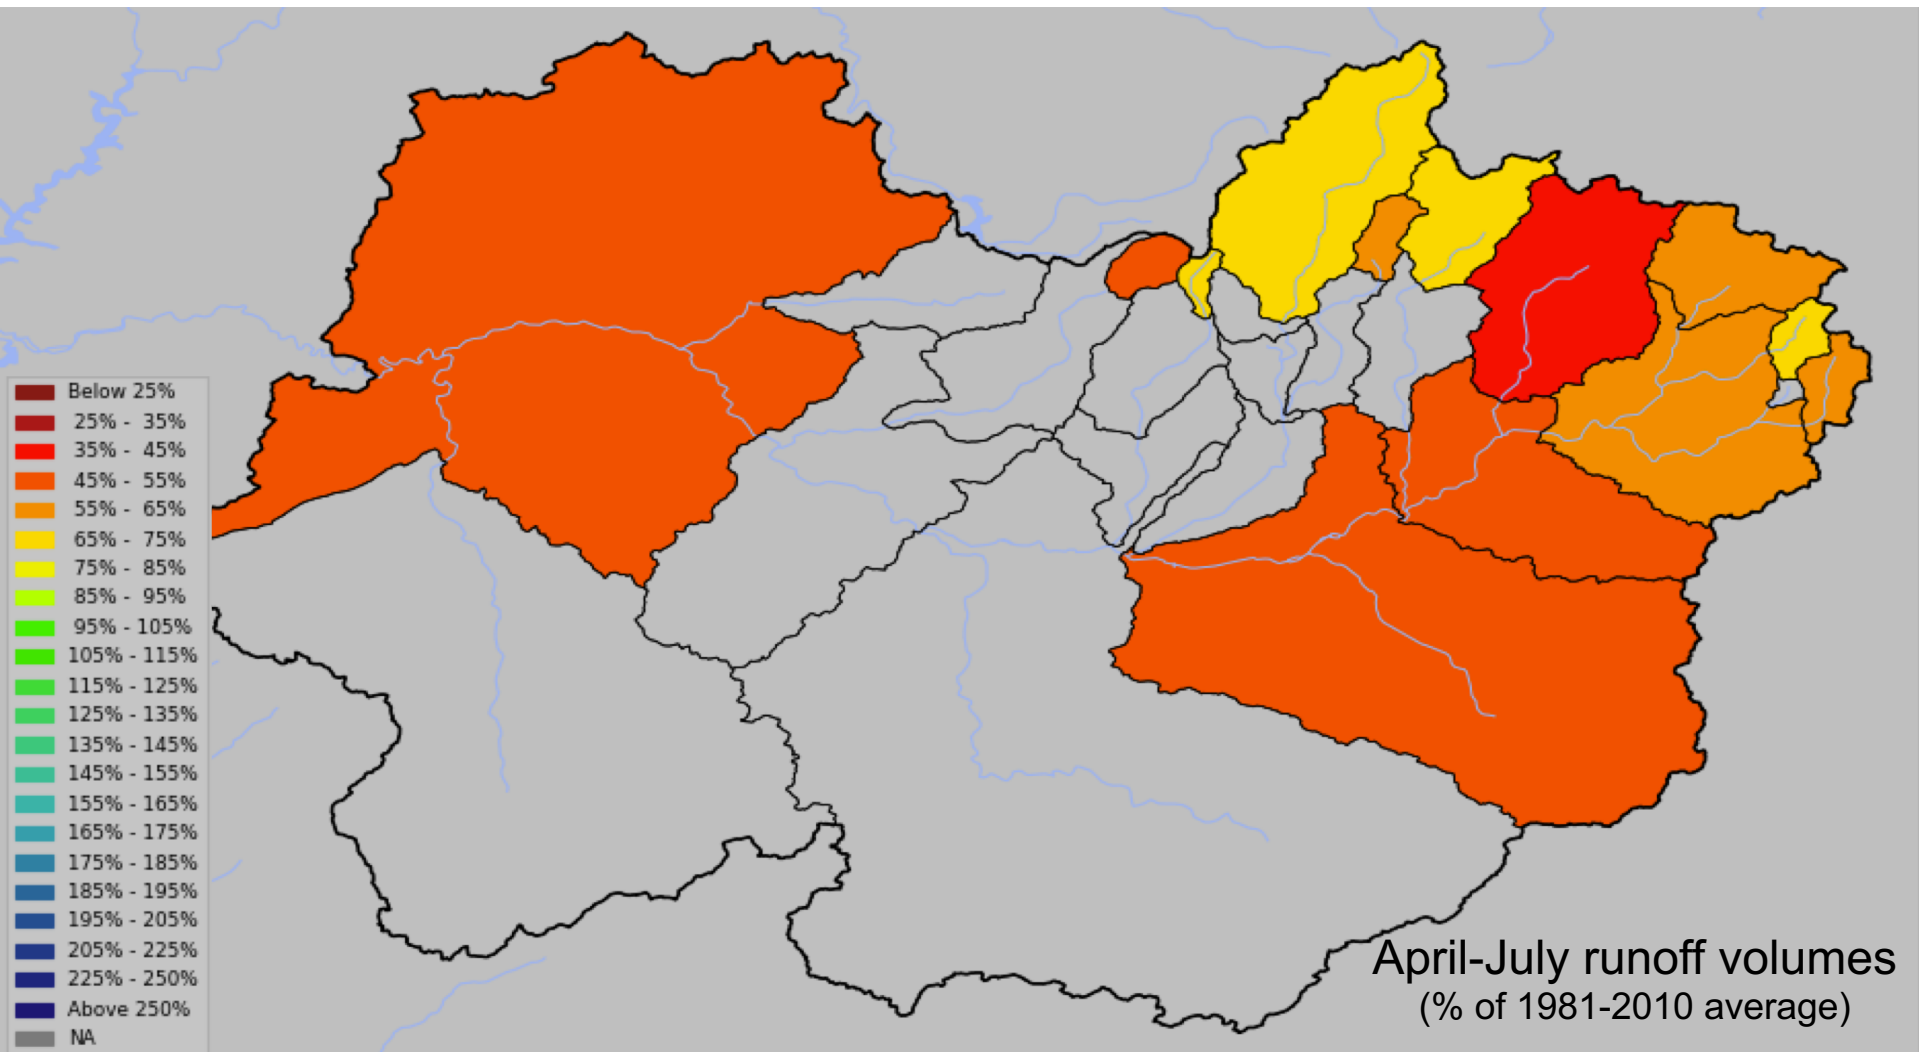 Below 25%
25% - 35%
35% - 45%
45% - 55%
55% - 65%
65% - 75%
75% - 85%
85% - 95%
95% - 105%
105% - 115%
115% - 125%
125% - 135%
135% - 145%
145% - 155%
155% - 165%
165% - 175%
175% - 185%
185% - 195%
195% - 205%
205% - 225%
225% - 250%
Above 250%
NA
April-July runoff volumes
(% of 1981-2010 average)